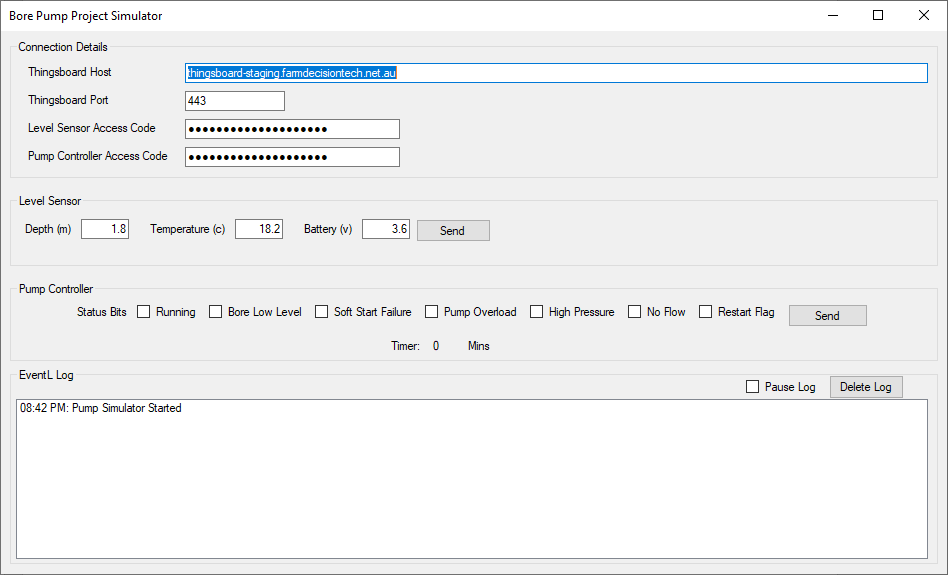 Bore Pump Project Simulator
Connection Details
Thingsboard Host thingsboard-staging.farmdecisiontech.net.au
Thingsboard Port 443
Level Sensor Access Code ●●●●●●●●●●●●●●●●●●●●
Pump Controller Access Code ●●●●●●●●●●●●●●●●●●●●
Level Sensor
Depth (m) 1.8 Temperature (c) 18.2 Battery (v) 3.6 Send
Pump Controller
Status Bits Running Bore Low Level Soft Start Failure Pump Overload High Pressure No Flow Restart Flag Send
Timer: 0 Mins
EventL Log
Pause Log Delete Log
08:42 PM: Pump Simulator Started